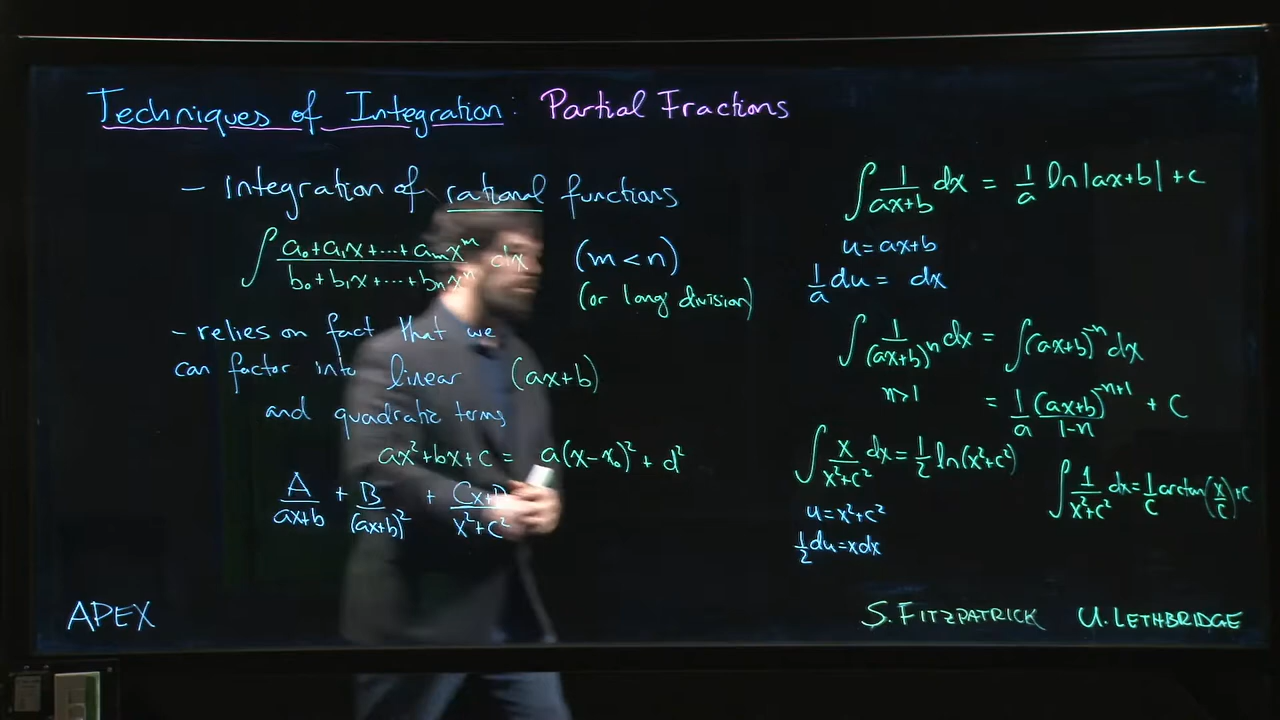 Techniques of Integration: Partial Fractions
- Integration of rational functions
∫ (a₀+a₁x+···+aₘxᵐ)/(b₀+b₁x+···+bₙxⁿ) dx (m<n)
(or long division)
- relies on fact that we
can factor into linear (ax+b)
and quadratic terms
ax²+bx+c = a(x-x₀)²+d²
A/(ax+b) + B/(ax+b)² + (Cx+D)/(x²+c²)
∫ 1/(ax+b) dx = 1/a ln|ax+b| + c
u=ax+b
1/a du = dx
∫ 1/(ax+b)ⁿ dx = ∫(ax+b)⁻ⁿ dx
n>1 = 1/a (ax+b)⁻ⁿ⁺¹/(1-n) + C
∫ x/(x²+c²) dx = 1/2 ln(x²+c²)
u=x²+c²
1/2 du=xdx
∫ 1/(x²+c²) dx = 1/c arctan(x/c)+c
APEX
S. FITZPATRICK U. LETHBRIDGE